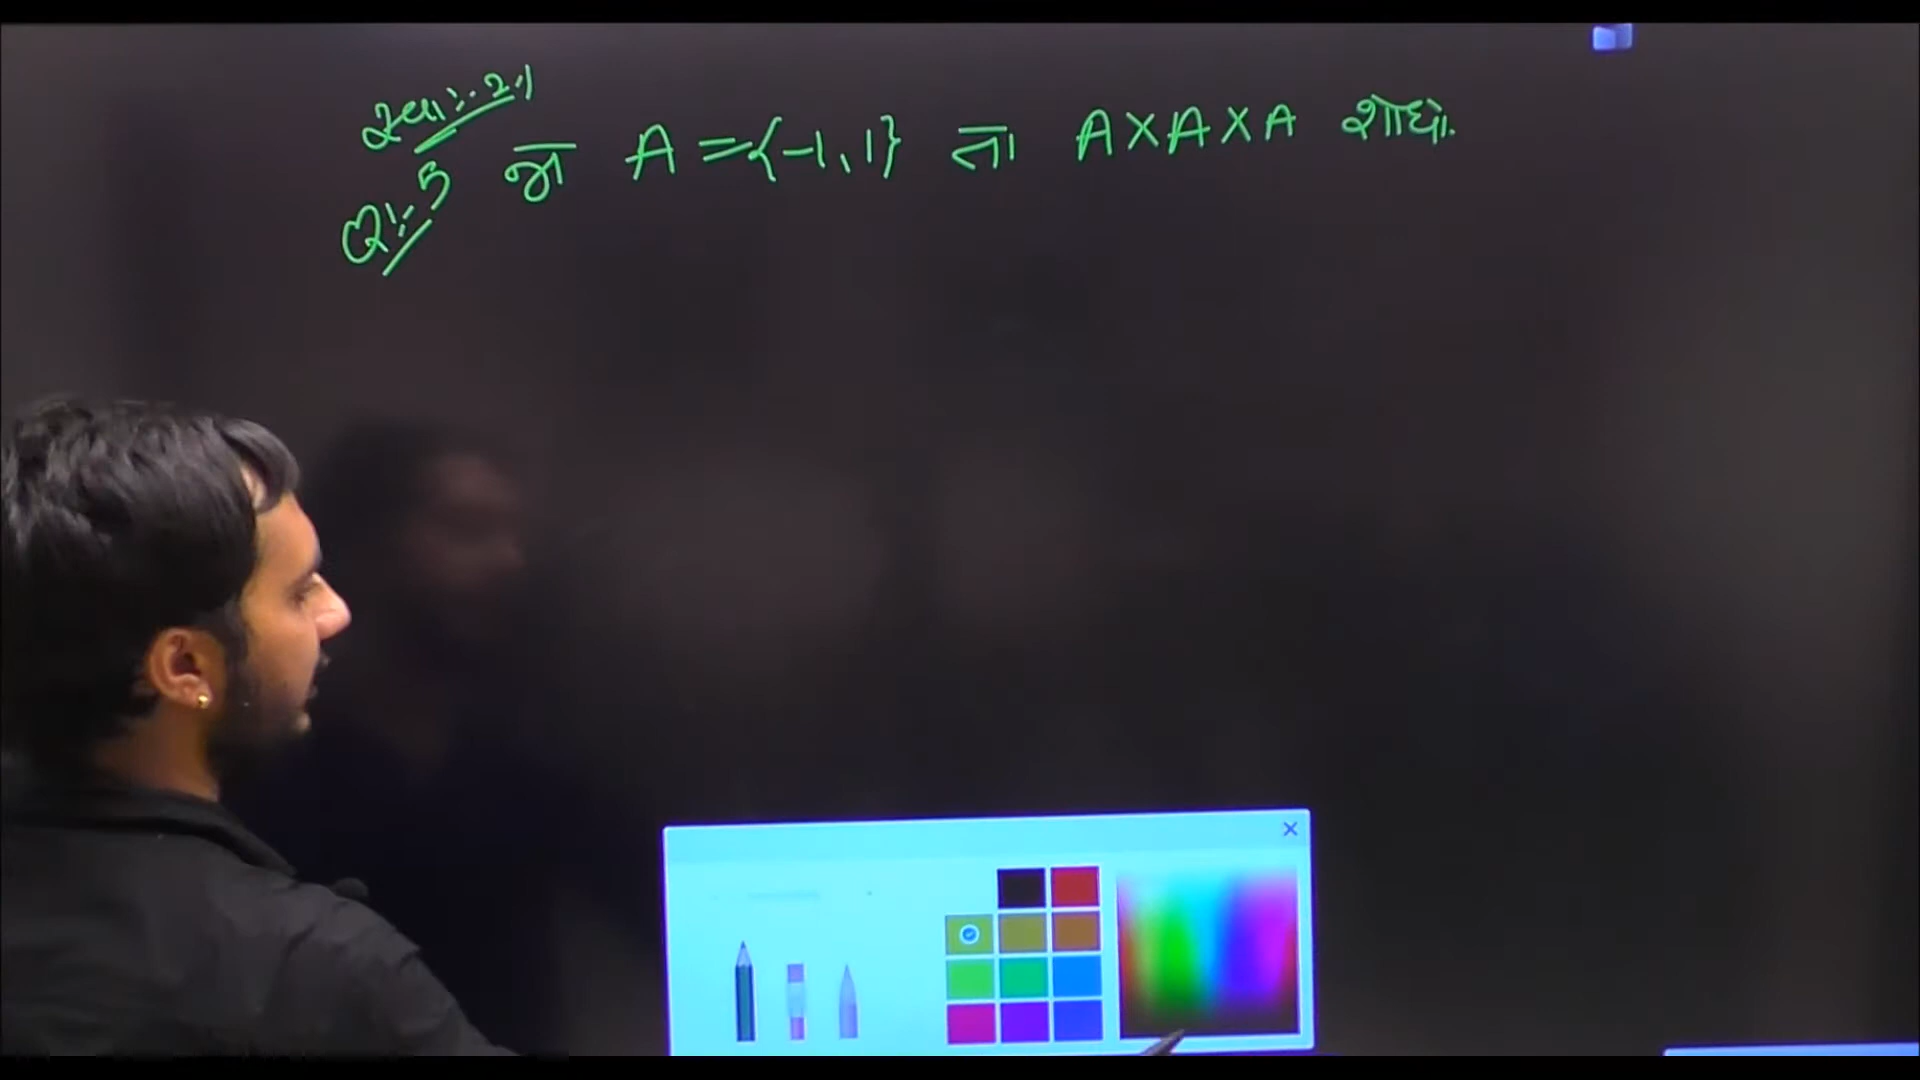 સ્વા:- 2.1
Q:- 5 જો A = {-1, 1} તો A×A×A શોધો.